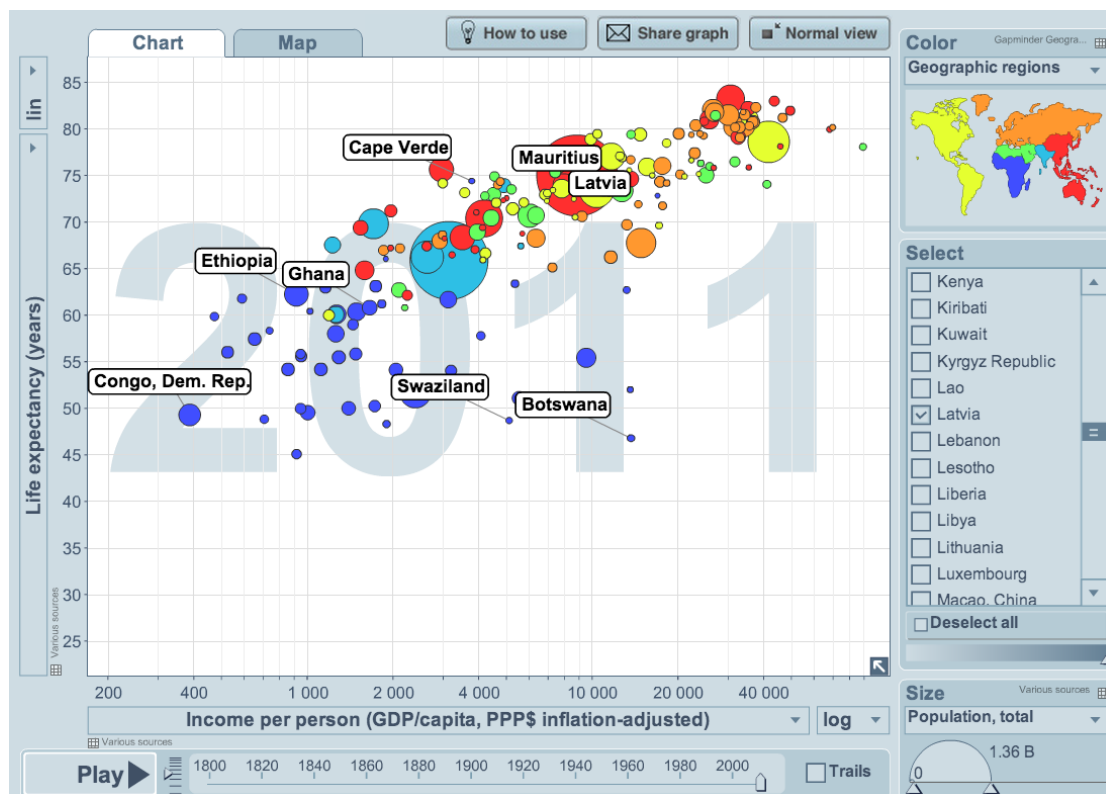 Chart
Map
How to use
Share graph
Normal view
Color
Gapminder Geogra...
Geographic regions
lin
Life expectancy (years)
Various sources
85
80
75
70
65
60
55
50
45
40
35
30
25
2011
Cape Verde
Mauritius
Latvia
Ethiopia
Ghana
Congo, Dem. Rep.
Swaziland
Botswana
200
400
1 000
2 000
4 000
10 000
20 000
40 000
Income per person (GDP/capita, PPP$ inflation-adjusted)
log
Various sources
Select
Kenya
Kiribati
Kuwait
Kyrgyz Republic
Lao
Latvia
Lebanon
Lesotho
Liberia
Libya
Lithuania
Luxembourg
Macao, China
Deselect all
Size
Various sources
Population, total
1.36 B
0
Play
1800
1820
1840
1860
1880
1900
1920
1940
1960
1980
2000
Trails